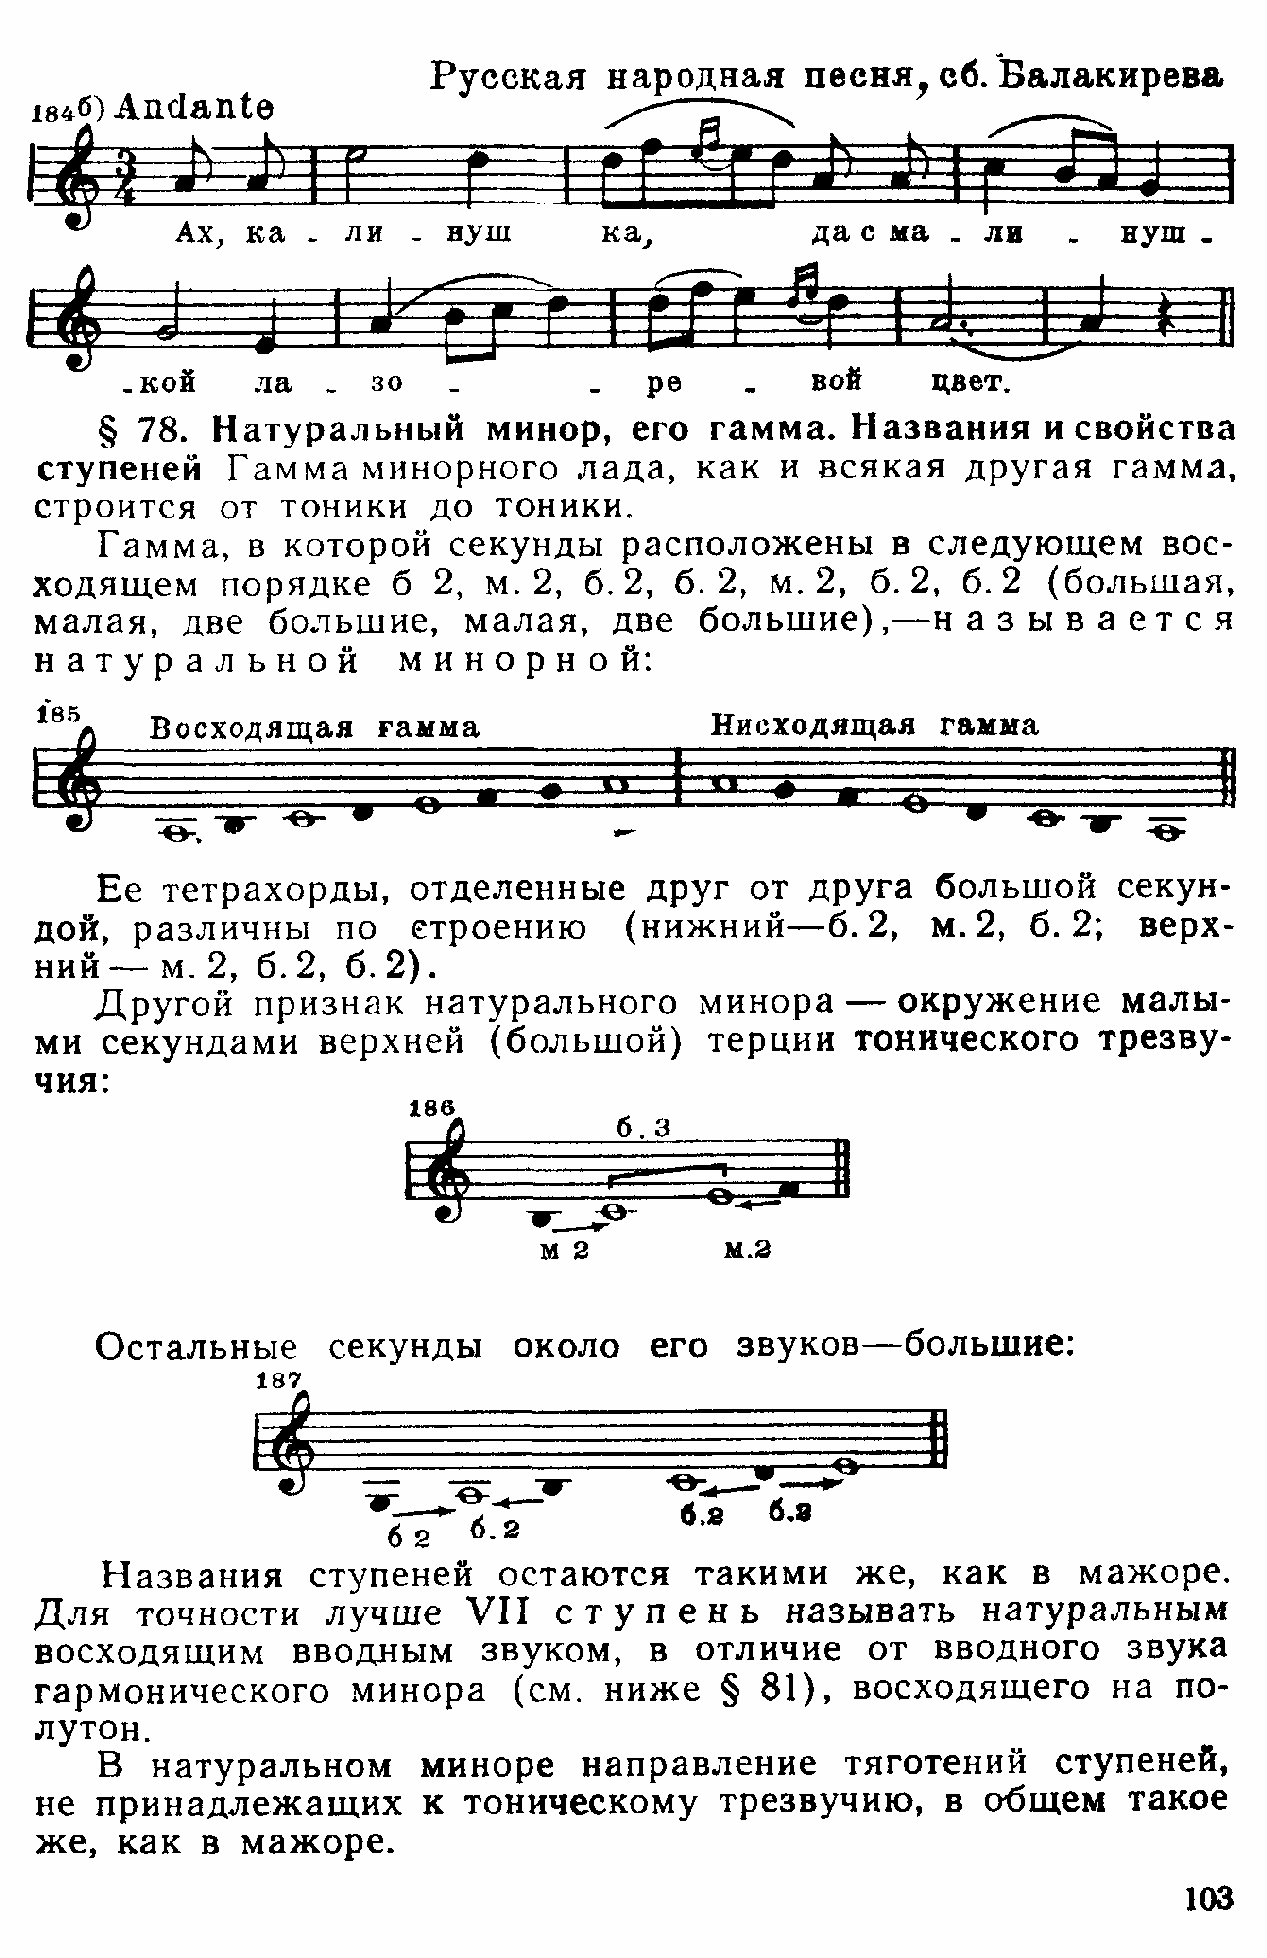 Русская народная песня, сб. Балакирева
184б) Andante
Ах, ка - ли - нуш ка, да с ма - ли - нуш -
- кой ла - зо - - ре - вой цвет.
§ 78. Натуральный минор, его гамма. Названия и свойства
ступеней Гамма минорного лада, как и всякая другая гамма,
строится от тоники до тоники.
Гамма, в которой секунды расположены в следующем вос-
ходящем порядке б 2, м. 2, б. 2, б. 2, м. 2, б. 2, б. 2 (большая,
малая, две большие, малая, две большие),—называется
натуральной минорной:
185 Восходящая гамма Нисходящая гамма
Ее тетрахорды, отделенные друг от друга большой секун-
дой, различны по строению (нижний—б. 2, м. 2, б. 2; верх-
ний — м. 2, б. 2, б. 2).
Другой признак натурального минора — окружение малы-
ми секундами верхней (большой) терции тонического трезву-
чия:
186
б. 3
м 2 м.2
Остальные секунды около его звуков—большие:
187
б 2 б. 2 б.2 б.2
Названия ступеней остаются такими же, как в мажоре.
Для точности лучше VII ступень называть натуральным
восходящим вводным звуком, в отличие от вводного звука
гармонического минора (см. ниже § 81), восходящего на по-
лутон.
В натуральном миноре направление тяготений ступеней,
не принадлежащих к тоническому трезвучию, в общем такое
же, как в мажоре.
103